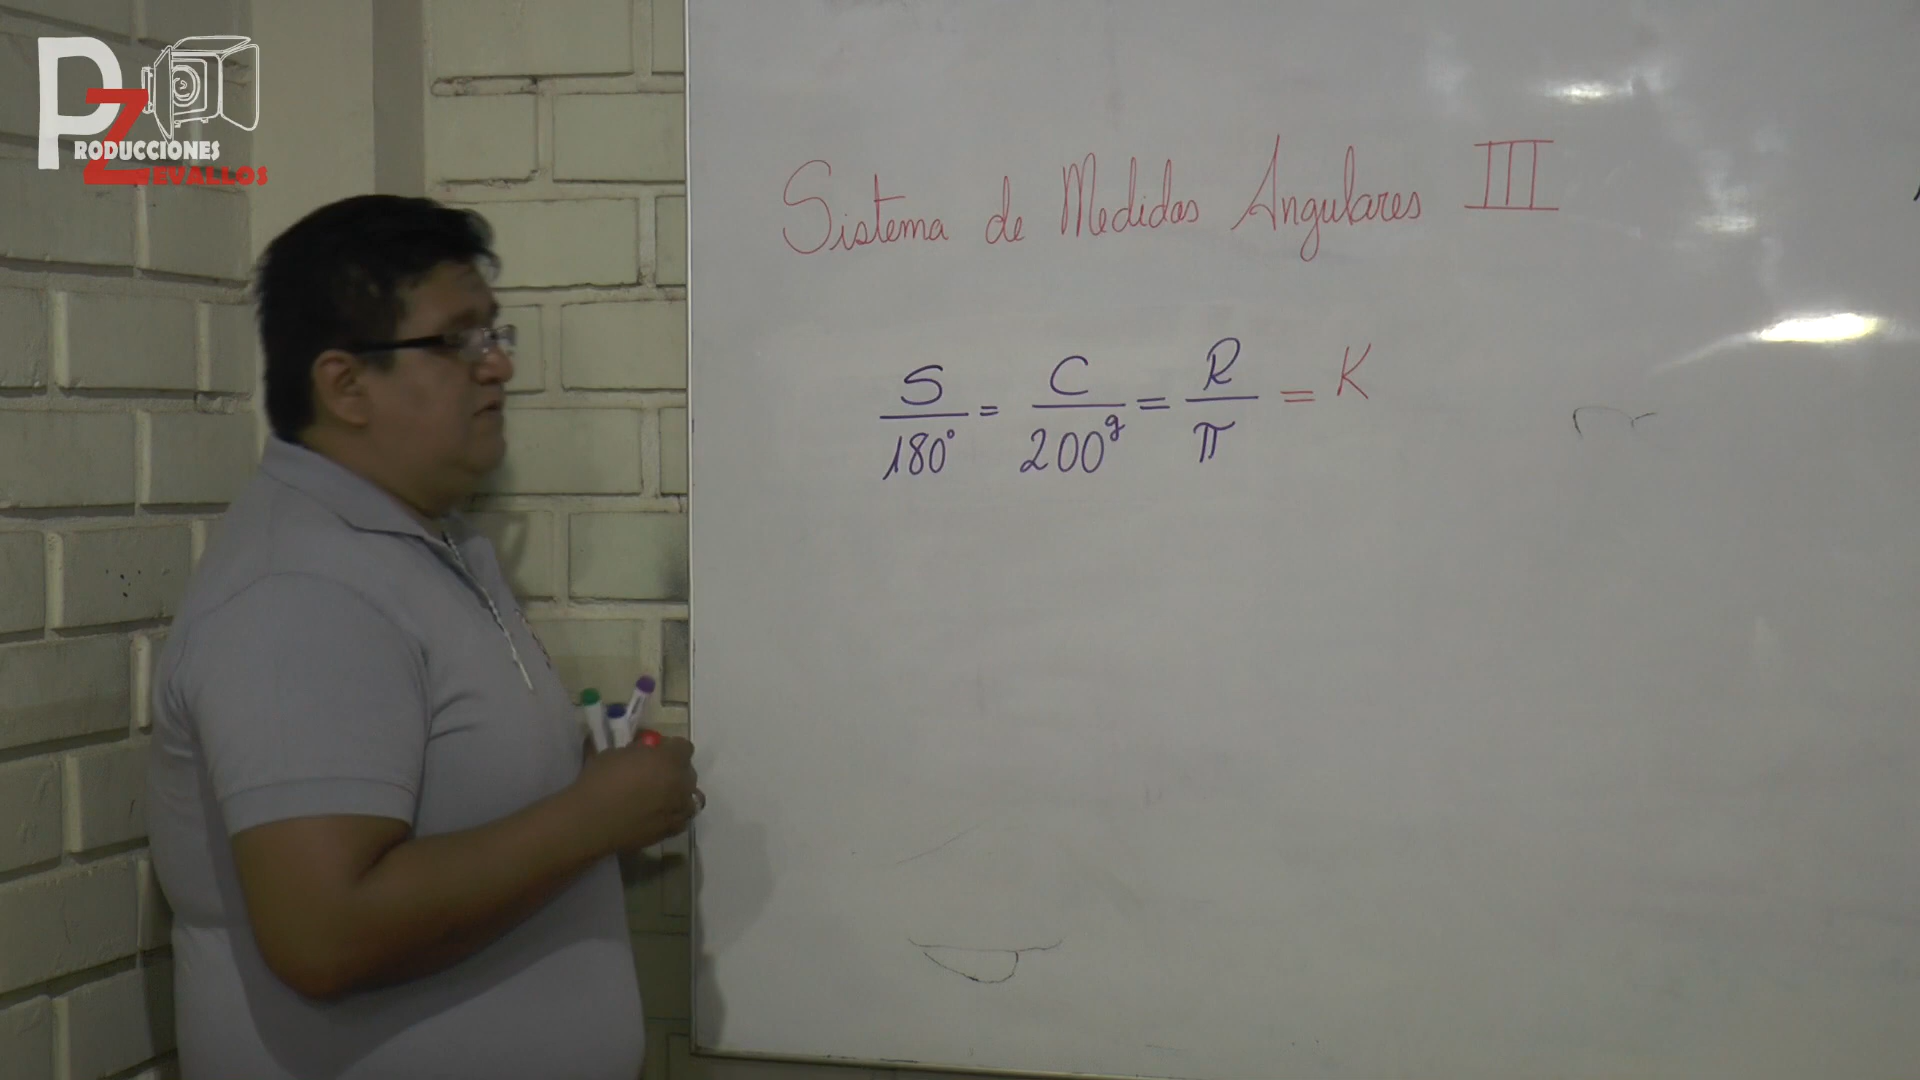 PRODUCCIONES
ZEVALLOS
Sistema de Medidas Angulares III
S/180° = C/200^g = R/π = K